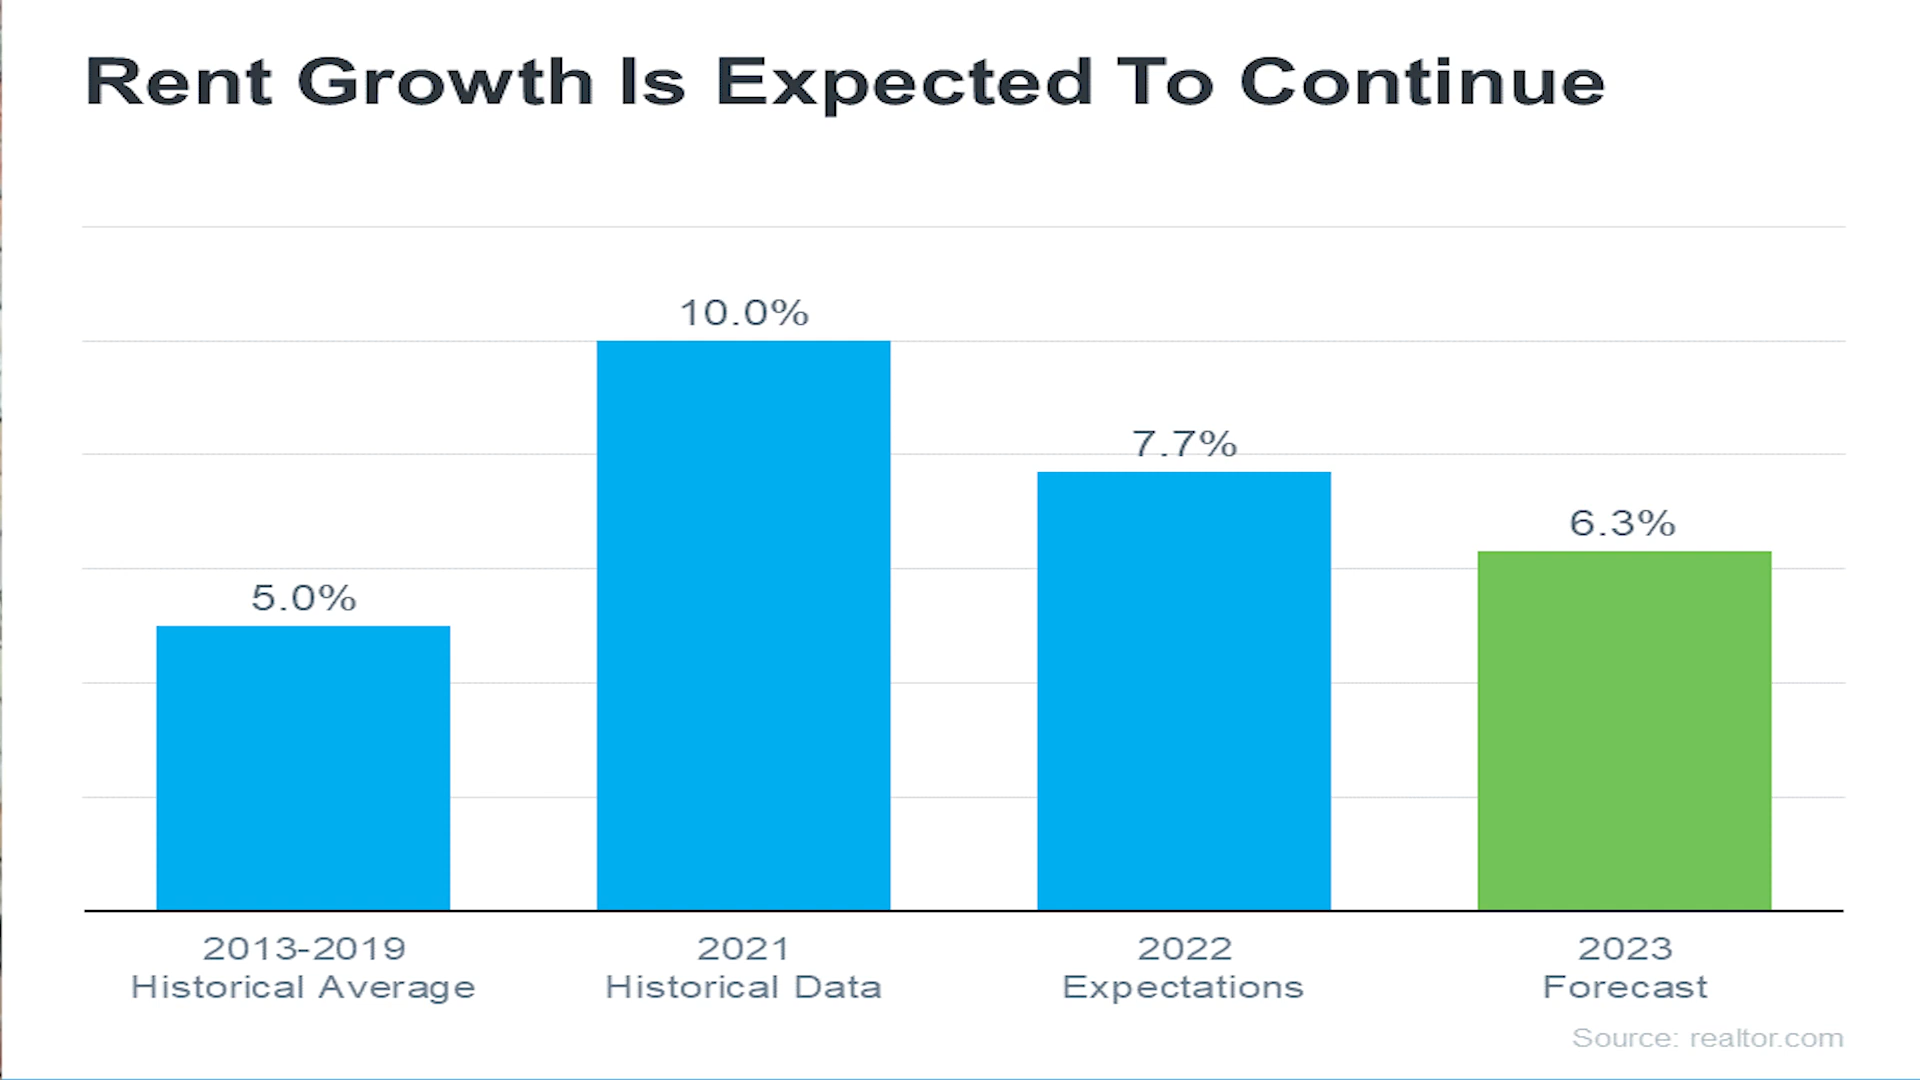 Rent Growth Is Expected To Continue
10.0%
7.7%
6.3%
5.0%
2013-2019
Historical Average
2021
Historical Data
2022
Expectations
2023
Forecast
Source: realtor.com